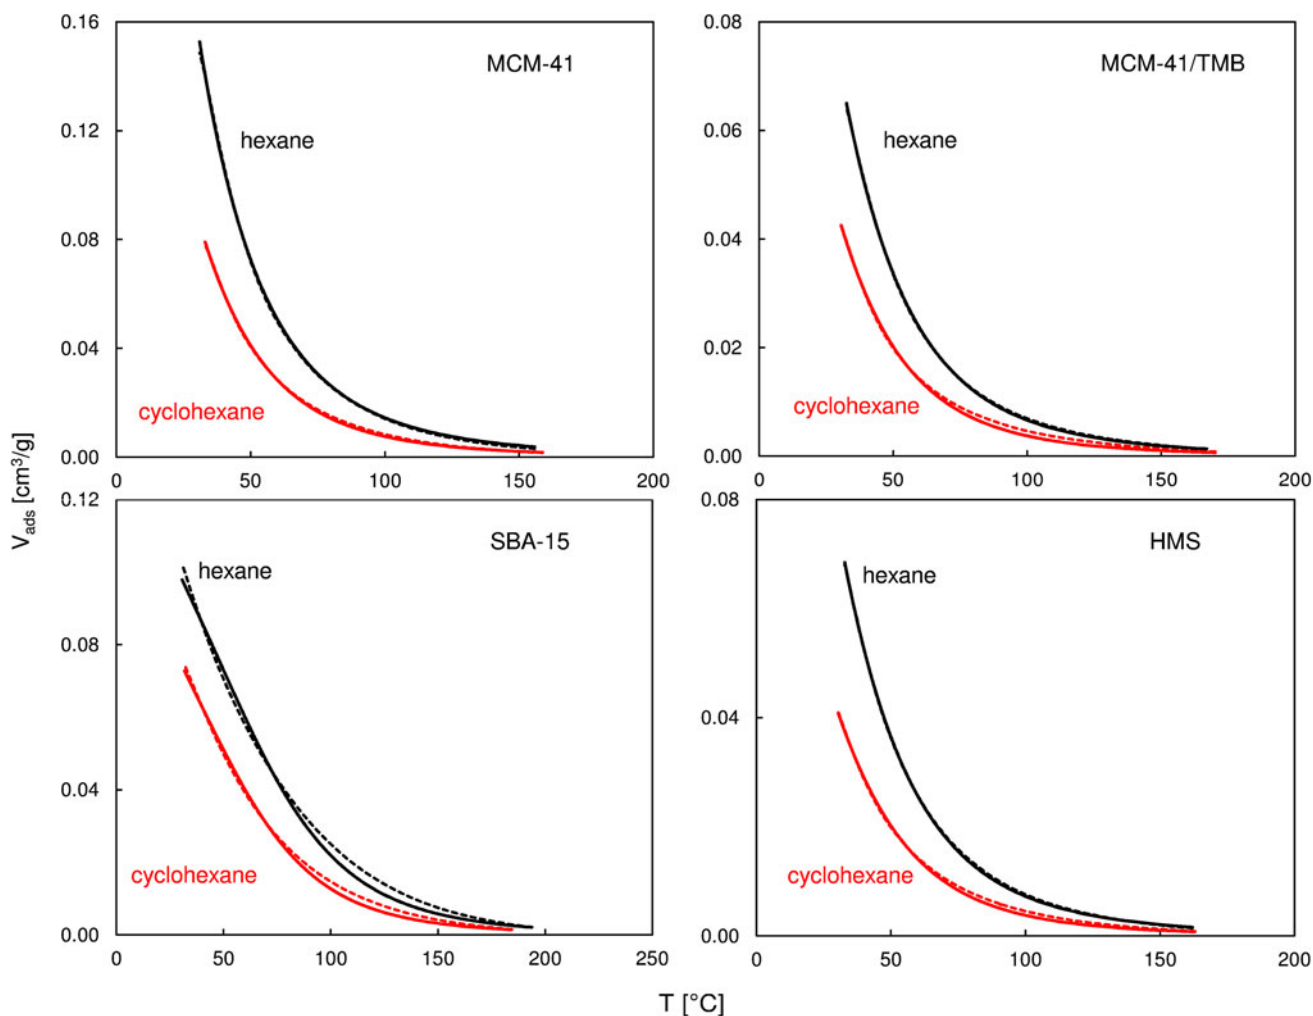 0.16
MCM-41
0.12
hexane
0.08
cyclohexane
0.04
0.00
0 50 100 150 200
0.08
MCM-41/TMB
0.06
hexane
0.04
0.02
cyclohexane
0.00
0 50 100 150 200
V_ads [cm³/g]
0.12
SBA-15
hexane
0.08
0.04
cyclohexane
0.00
0 50 100 150 200 250
0.08
HMS
hexane
0.04
cyclohexane
0.00
0 50 100 150 200
T [°C]